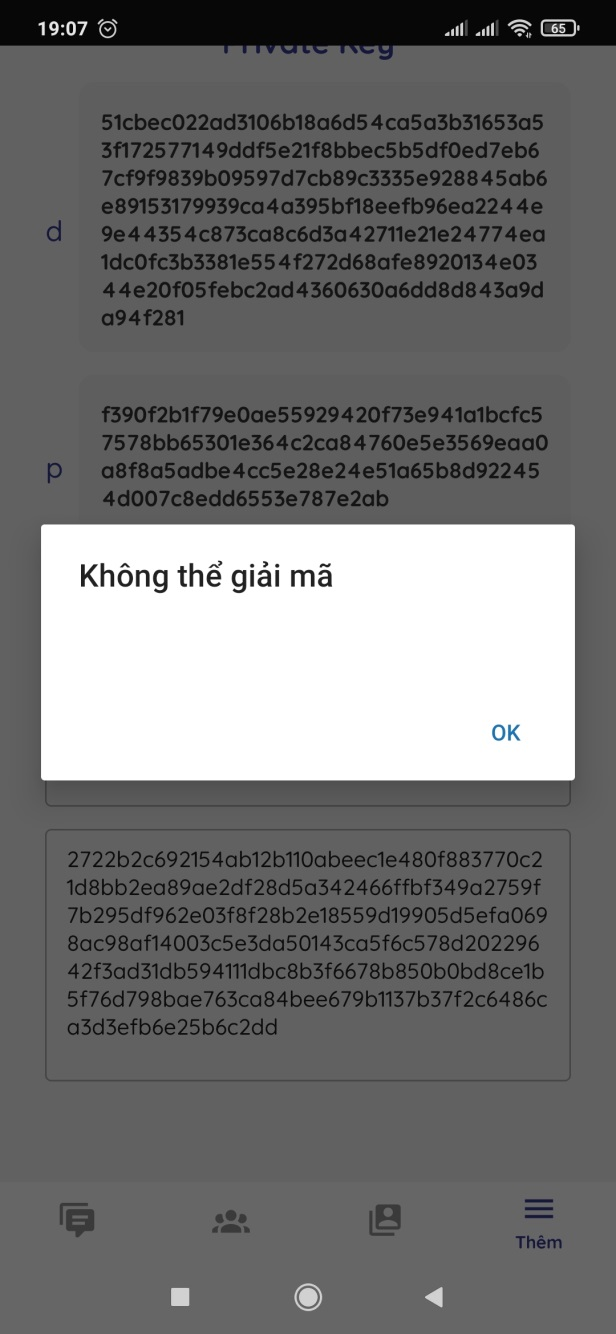 19:07
65
Private Key
51cbec022ad3106b18a6d54ca5a3b31653a5
3f172577149ddf5e21f8bbec5b5df0ed7eb6
7cf9f9839b09597d7cb89c3335e928845ab6
e89153179939ca4a395bf18eefb96ea2244e
d
9e44354c873ca8c6d3a42711e21e24774ea
1dc0fc3b3381e554f272d68afe8920134e03
44e20f05febc2ad4360630a6dd8d843a9d
a94f281
f390f2b1f79e0ae55929420f73e941a1bcfc5
7578bb65301e364c2ca84760e5e3569eaa0
p
a8f8a5adbe4cc5e28e24e51a65b8d92245
4d007c8edd6553e787e2ab
Không thể giải mã
OK
2722b2c692154ab12b110abeec1e480f883770c2
1d8bb2ea89ae2df28d5a342466ffbf349a2759f
7b295df962e03f8f28b2e18559d19905d5efa069
8ac98af14003c5e3da50143ca5f6c578d202296
42f3ad31db594111dbc8b3f6678b850b0bd8ce1b
5f76d798bae763ca84bee679b1137b37f2c6486c
a3d3efb6e25b6c2dd
Thêm